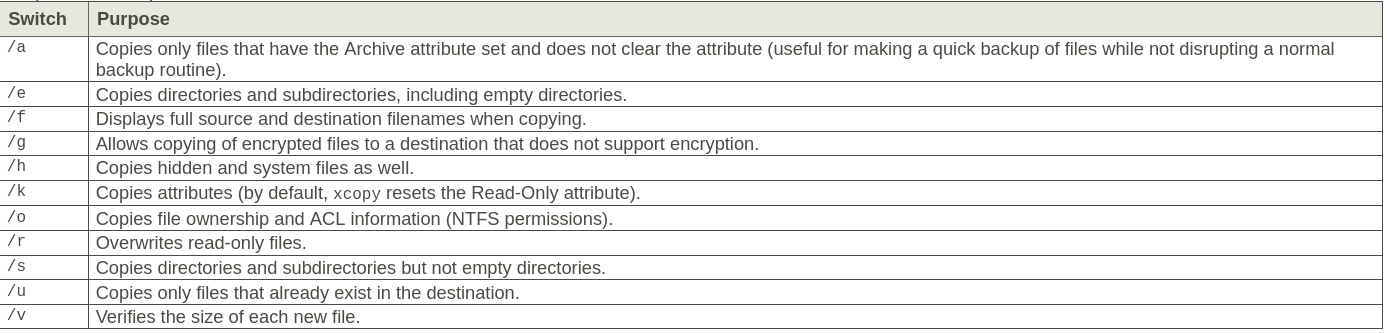 Switch Purpose
/a Copies only files that have the Archive attribute set and does not clear the attribute (useful for making a quick backup of files while not disrupting a normal
backup routine).
/e Copies directories and subdirectories, including empty directories.
/f Displays full source and destination filenames when copying.
/g Allows copying of encrypted files to a destination that does not support encryption.
/h Copies hidden and system files as well.
/k Copies attributes (by default, xcopy resets the Read-Only attribute).
/o Copies file ownership and ACL information (NTFS permissions).
/r Overwrites read-only files.
/s Copies directories and subdirectories but not empty directories.
/u Copies only files that already exist in the destination.
/v Verifies the size of each new file.